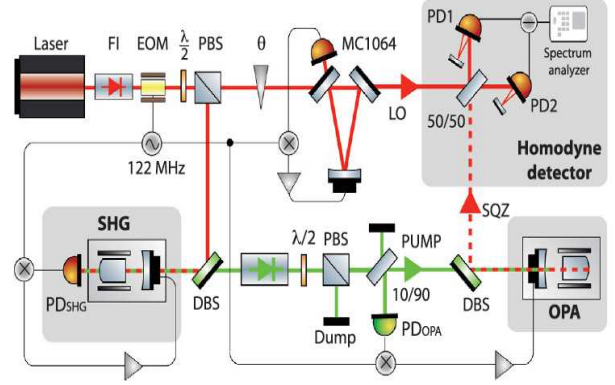 Laser
FI
EOM
λ/2
PBS
θ
MC1064
LO
PD1
PD2
50/50
Spectrum
analyzer
Homodyne
detector
122 MHz
SHG
PDSHG
DBS
λ/2
PBS
Dump
PUMP
10/90
PDOPA
SQZ
DBS
OPA